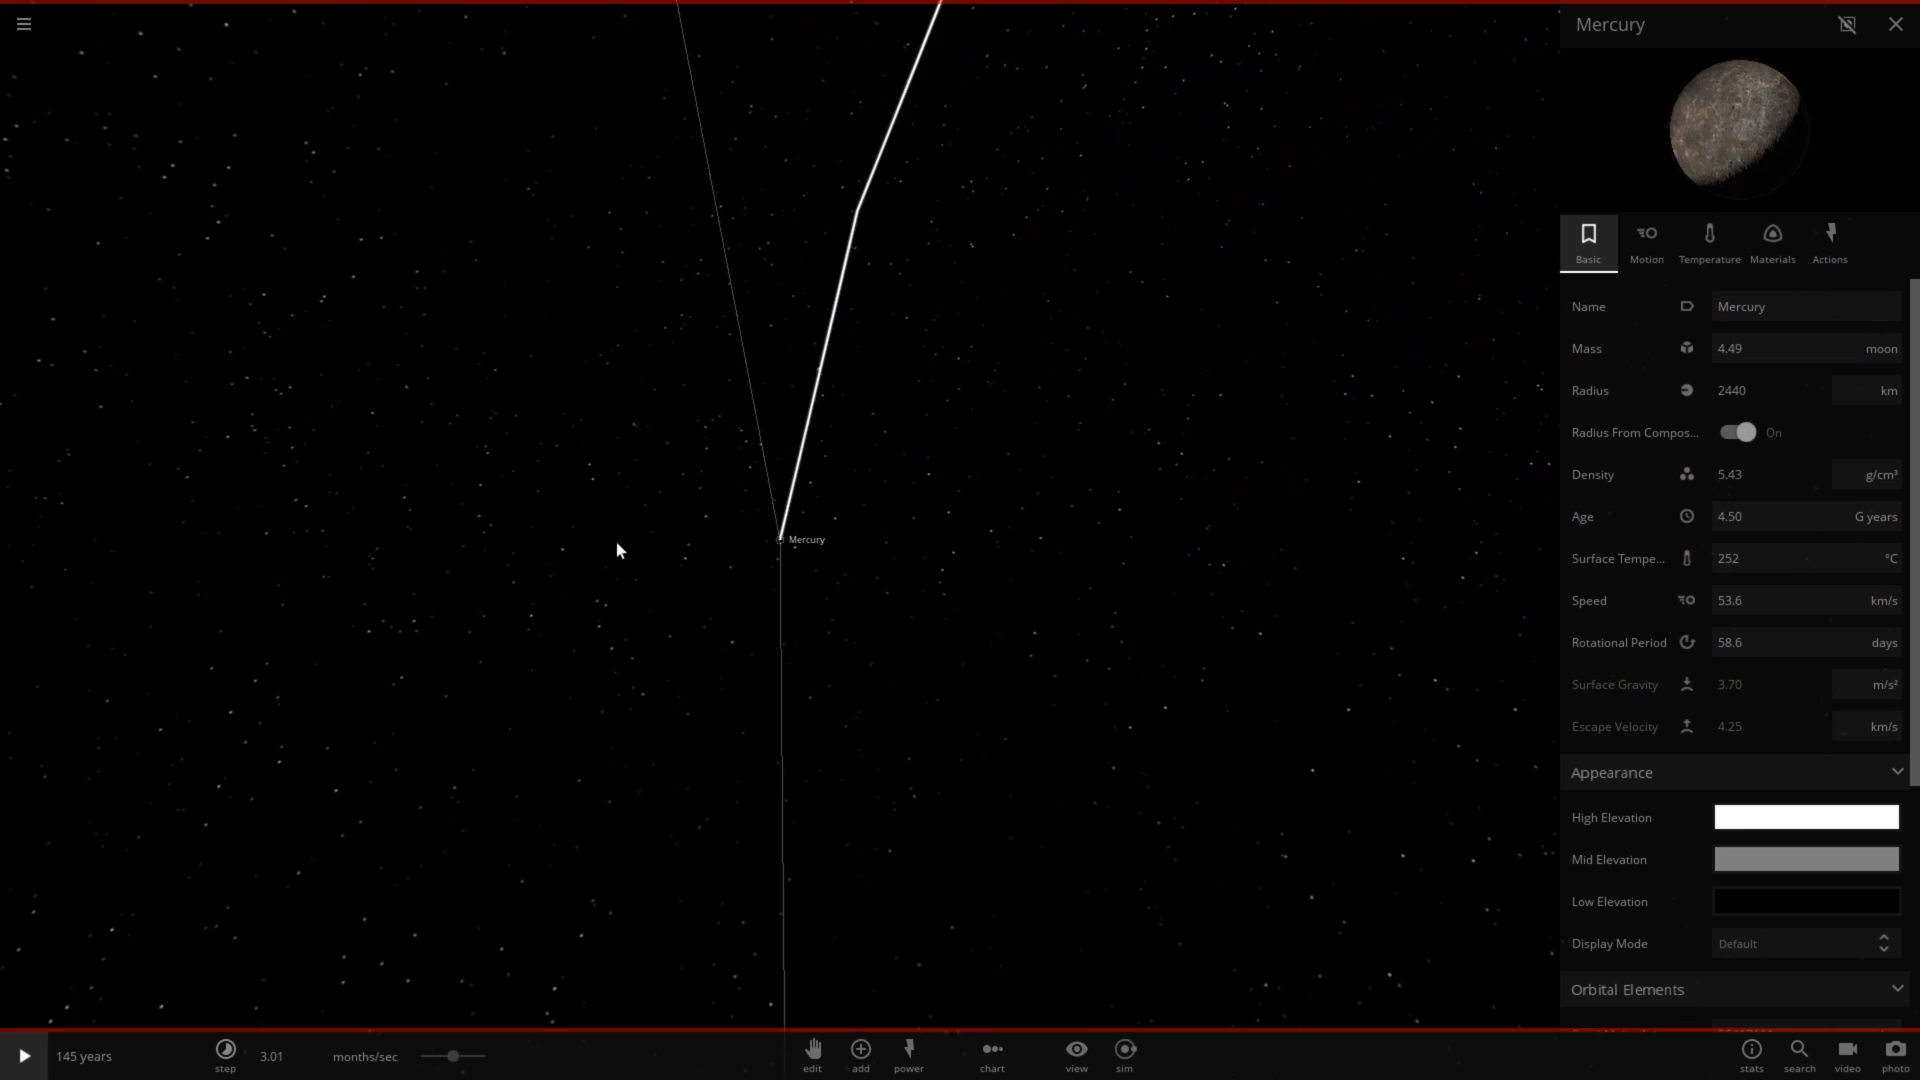 Mercury
Basic
Motion
Temperature
Materials
Actions
Name Mercury
Mass 4.49 moon
Radius 2440 km
Radius From Compos... On
Density 5.43 g/cm³
Age 4.50 G years
Surface Tempe... 252 °C
Speed 53.6 km/s
Rotational Period 58.6 days
Surface Gravity 3.70 m/s²
Escape Velocity 4.25 km/s
Appearance
High Elevation
Mid Elevation
Low Elevation
Display Mode Default
Orbital Elements
Mercury
145 years
step
3.01 months/sec
edit
add
power
chart
view
sim
stats
search
video
photo